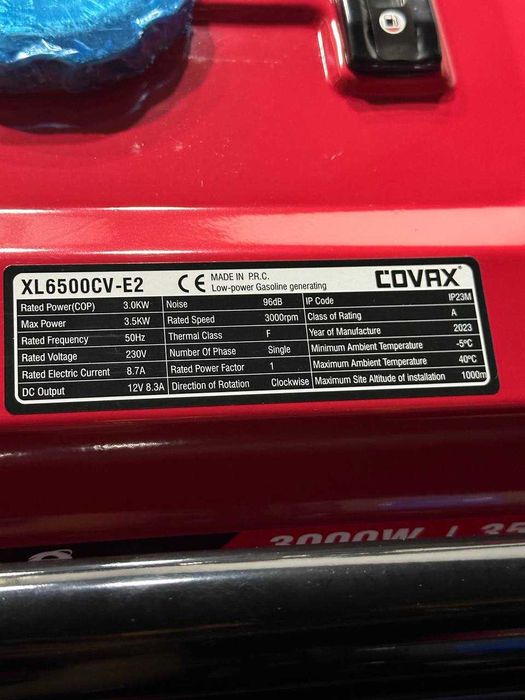 XL6500CV-E2 CE MADE IN P.R.C. COVAX
Low-power Gasoline generating
Rated Power(COP) 3.0KW Noise 96dB IP Code IP23M
Max Power 3.5KW Rated Speed 3000rpm Class of Rating A
Rated Frequency 50Hz Thermal Class F Year of Manufacture 2023
Rated Voltage 230V Number Of Phase Single Minimum Ambient Temperature -5ºC
Rated Electric Current 8.7A Rated Power Factor 1 Maximum Ambient Temperature 40ºC
DC Output 12V 8.3A Direction of Rotation Clockwise Maximum Site Altitude of installation 1000m
3000W / 35